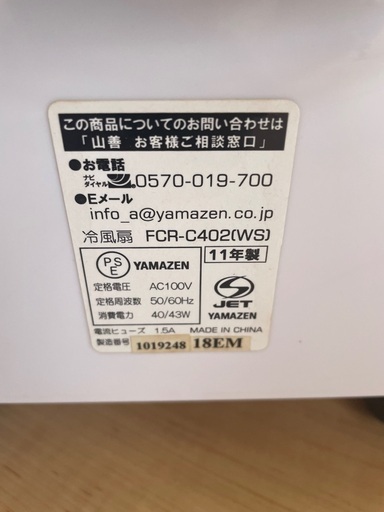 この商品についてのお問い合わせは
「山善 お客様ご相談窓口」
●お電話
ナビダイヤル 0570-019-700
●Eメール
info_a@yamazen.co.jp
冷風扇 FCR-C402(WS)
11年製
PSE YAMAZEN
定格電圧 AC100V
定格周波数 50/60Hz
消費電力 40/43W
S JET
YAMAZEN
電流ヒューズ 1.5A MADE IN CHINA
製造番号 1019248 18EM